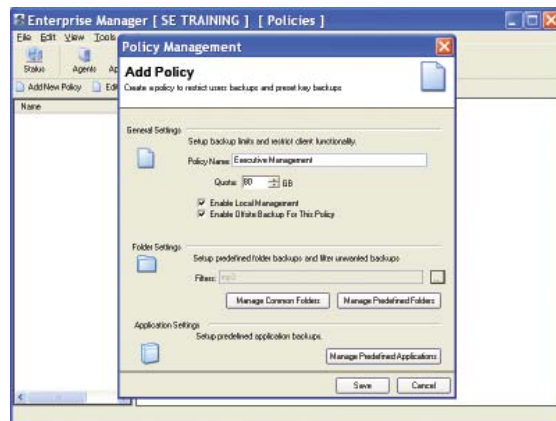 Enterprise Manager [ SE TRAINING ] [ Policies ]
File Edit View Tools
Policy Management
Status Agents Ap
Add Policy
Create a policy to restrict users backups and preset key backups
Add New Policy Edi
Name
General Settings
Setup backup limits and restrict client functionality.
Policy Name: Executive Management
Quota: 80 GB
Enable Local Management
Enable Offsite Backup For This Policy
Folder Settings
Setup predefined folder backups and filter unwanted backups
Filters: mp3
...
Manage Common Folders Manage Predefined Folders
Application Settings
Setup predefined application backups.
Manage Predefined Applications
Save Cancel